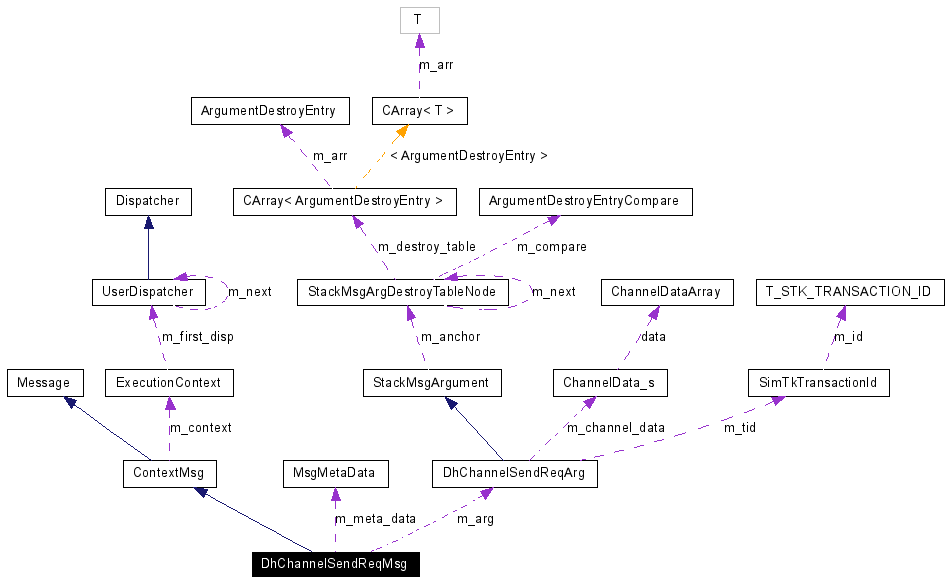 T
m_arr
ArgumentDestroyEntry
CArray< T >
m_arr
< ArgumentDestroyEntry >
Dispatcher
CArray< ArgumentDestroyEntry >
ArgumentDestroyEntryCompare
m_destroy_table
m_compare
UserDispatcher
m_next
StackMsgArgDestroyTableNode
m_next
ChannelDataArray
T_STK_TRANSACTION_ID
m_first_disp
m_anchor
data
m_id
Message
ExecutionContext
StackMsgArgument
ChannelData_s
SimTkTransactionId
m_context
m_channel_data
m_tid
ContextMsg
MsgMetaData
DhChannelSendReqArg
m_meta_data
m_arg
DhChannelSendReqMsg